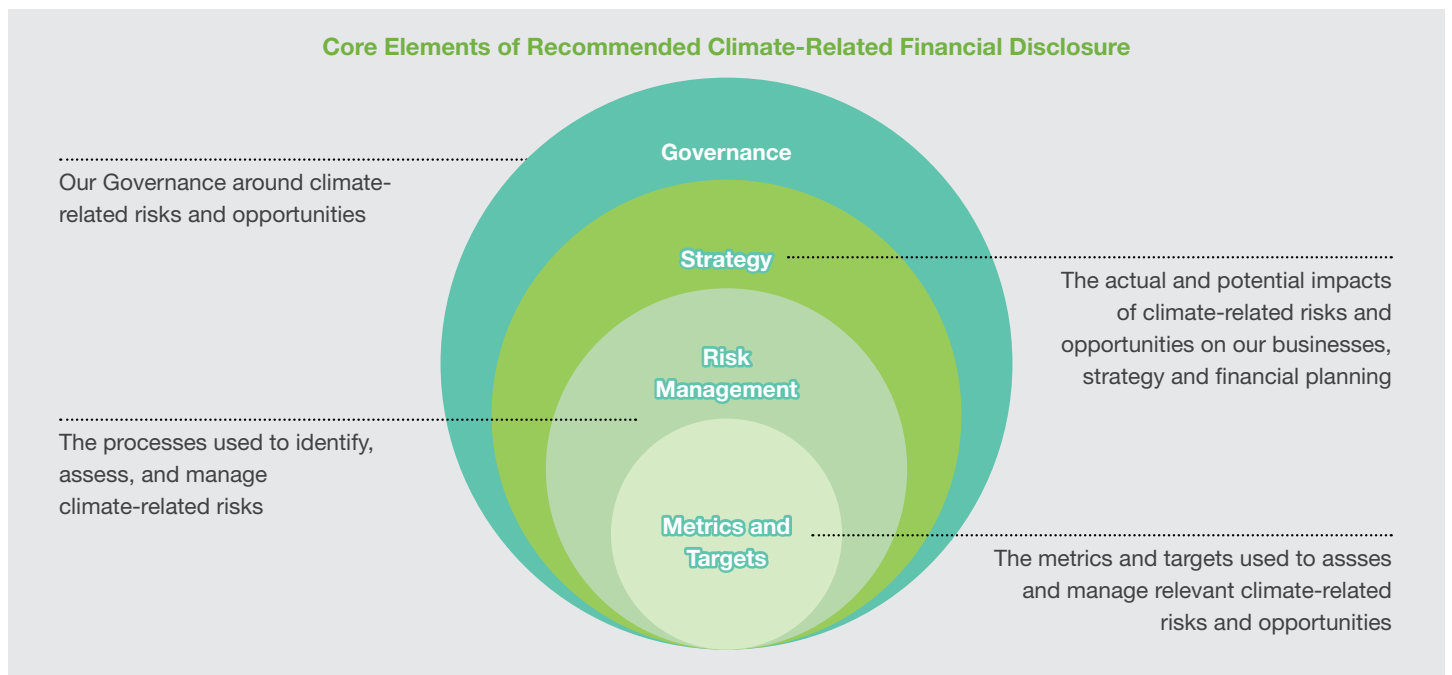 Core Elements of Recommended Climate-Related Financial Disclosure
Governance
Our Governance around climate-
related risks and opportunities
Strategy
The actual and potential impacts
of climate-related risks and
opportunities on our businesses,
strategy and financial planning
Risk
Management
The processes used to identify,
assess, and manage
climate-related risks
Metrics and
Targets
The metrics and targets used to assses
and manage relevant climate-related
risks and opportunities